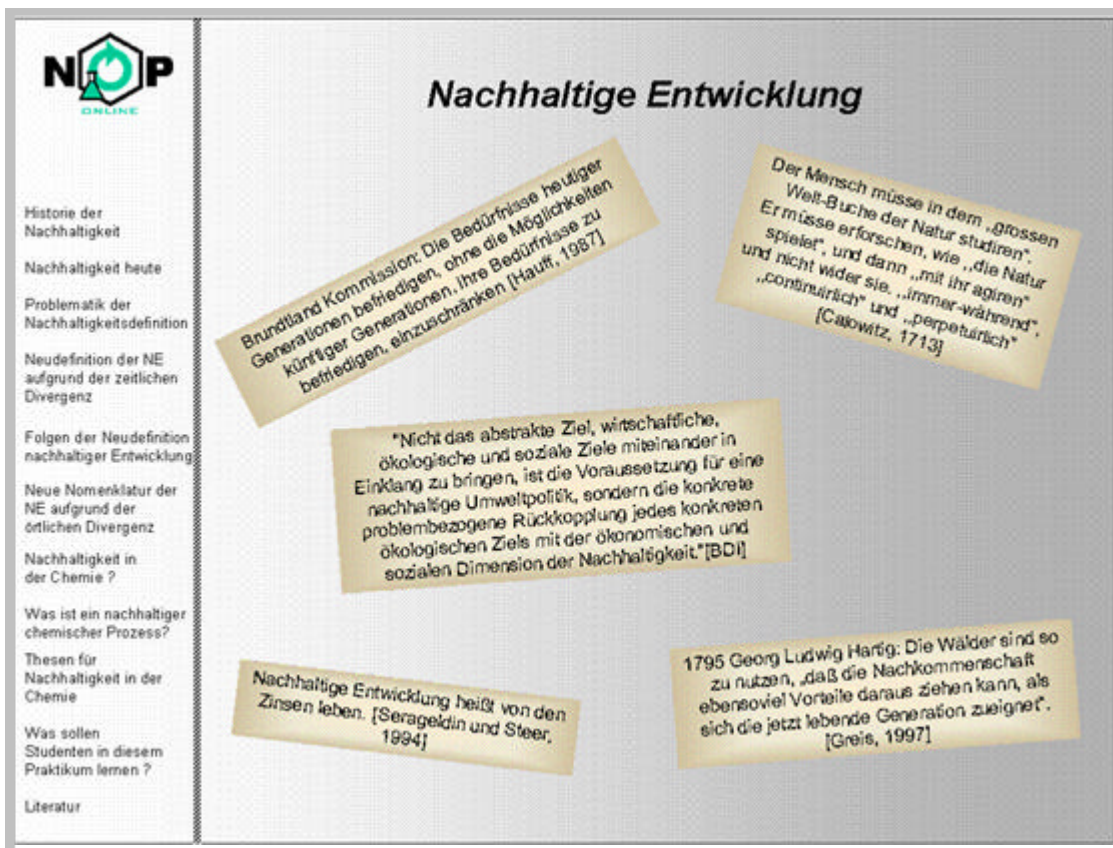 NOP
ONLINE
Nachhaltige Entwicklung
Historie der
Nachhaltigkeit
Nachhaltigkeit heute
Problematik der
Nachhaltigkeitsdefinition
Neudefinition der NE
aufgrund der zeitlichen
Divergenz
Folgen der Neudefinition
nachhaltiger Entwicklung
Neue Nomenklatur der
NE aufgrund der
örtlichen Divergenz
Nachhaltigkeit in
der Chemie ?
Was ist ein nachhaltiger
chemischer Prozess?
Thesen für
Nachhaltigkeit in der
Chemie
Was sollen
Studenten in diesem
Praktikum lernen ?
Literatur
Brundtland Kommission: Die Bedürfnisse heutiger
Generationen befriedigen, ohne die Möglichkeiten
künftiger Generationen, ihre Bedürfnisse zu
befriedigen, einzuschränken [Hauff, 1987]
Der Mensch müsse in dem „grossen
Welt-Buche der Natur studiren".
Er müsse erforschen, wie „die Natur
spielet", und dann „mit ihr agiren"
und nicht wider sie. „immer-während",
„continuirlich" und „perpetuirlich"
[Calowitz, 1713]
"Nicht das abstrakte Ziel, wirtschaftliche,
ökologische und soziale Ziele miteinander in
Einklang zu bringen, ist die Voraussetzung für eine
nachhaltige Umweltpolitik, sondern die konkrete
problembezogene Rückkopplung jedes konkreten
ökologischen Ziels mit der ökonomischen und
sozialen Dimension der Nachhaltigkeit."[BDI]
Nachhaltige Entwicklung heißt von den
Zinsen leben. [Serageldin und Steer,
1994]
1795 Georg Ludwig Hartig: Die Wälder sind so
zu nutzen, „daß die Nachkommenschaft
ebensoviel Vorteile daraus ziehen kann, als
sich die jetzt lebende Generation zueignet".
[Greis, 1997]